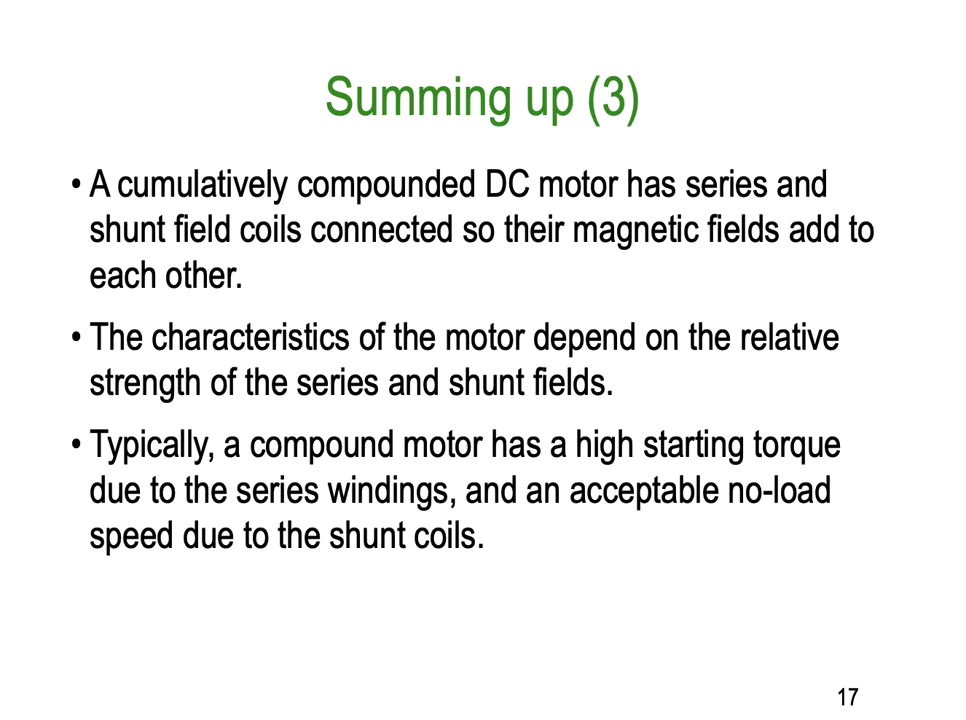 Summing up (3)
• A cumulatively compounded DC motor has series and
shunt field coils connected so their magnetic fields add to
each other.
• The characteristics of the motor depend on the relative
strength of the series and shunt fields.
• Typically, a compound motor has a high starting torque
due to the series windings, and an acceptable no-load
speed due to the shunt coils.
17